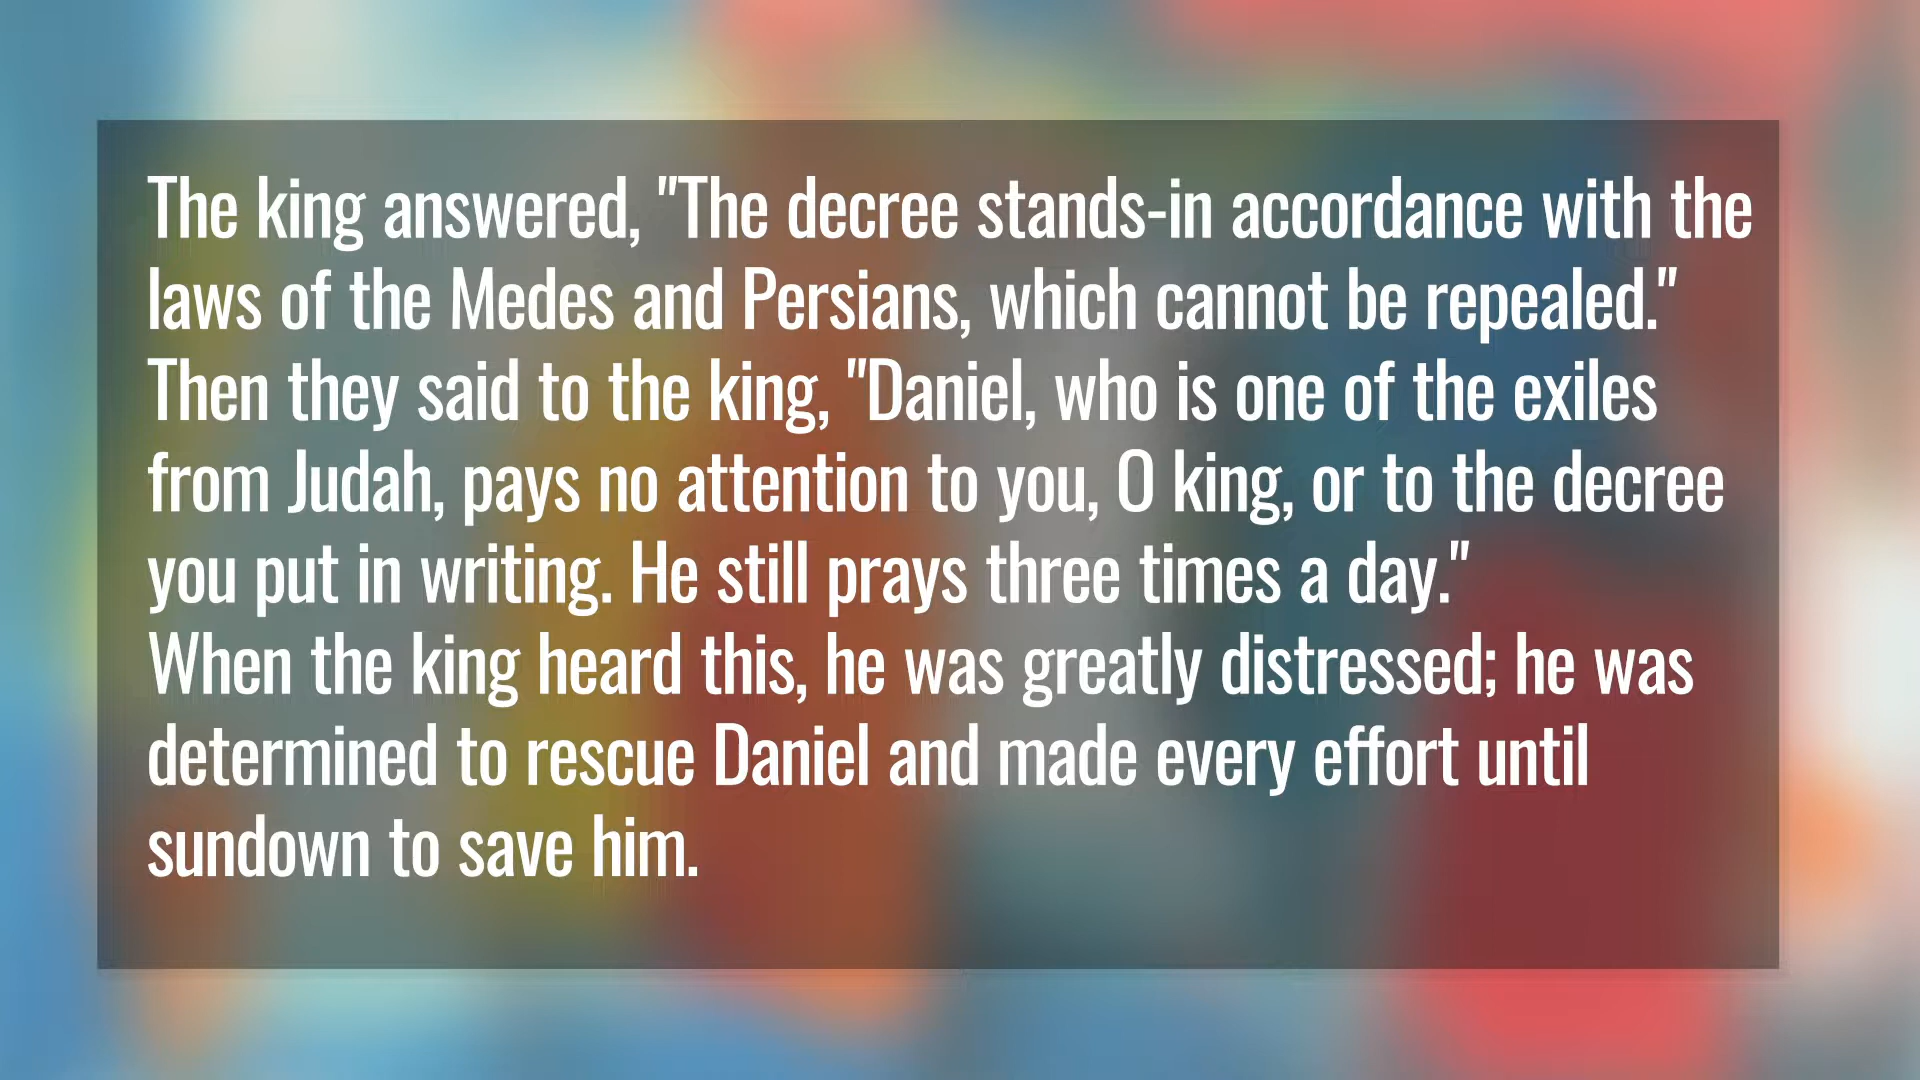 The king answered, "The decree stands-in accordance with the
laws of the Medes and Persians, which cannot be repealed."
Then they said to the king, "Daniel, who is one of the exiles
from Judah, pays no attention to you, O king, or to the decree
you put in writing. He still prays three times a day."
When the king heard this, he was greatly distressed; he was
determined to rescue Daniel and made every effort until
sundown to save him.